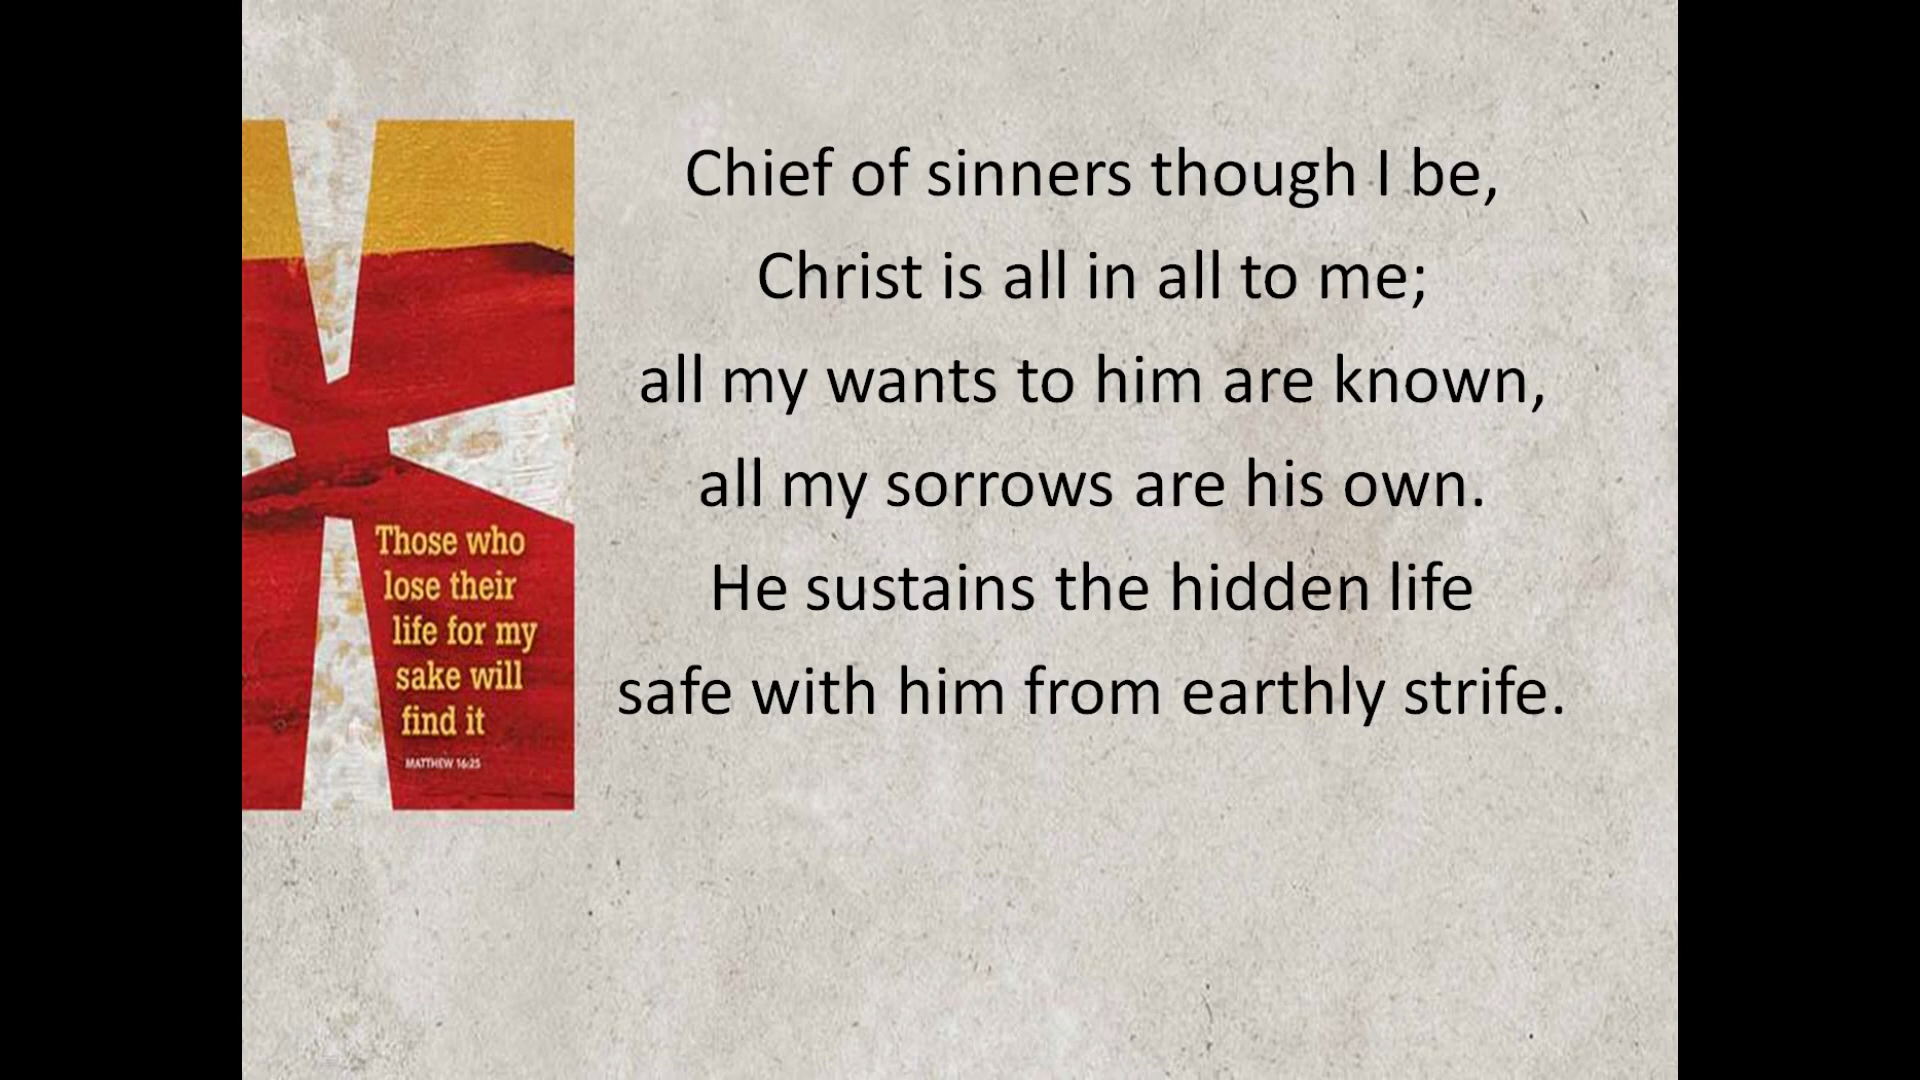 Chief of sinners though I be,
Christ is all in all to me;
all my wants to him are known,
all my sorrows are his own.
He sustains the hidden life
safe with him from earthly strife.
Those who
lose their
life for my
sake will
find it
MATTHEW 16:25